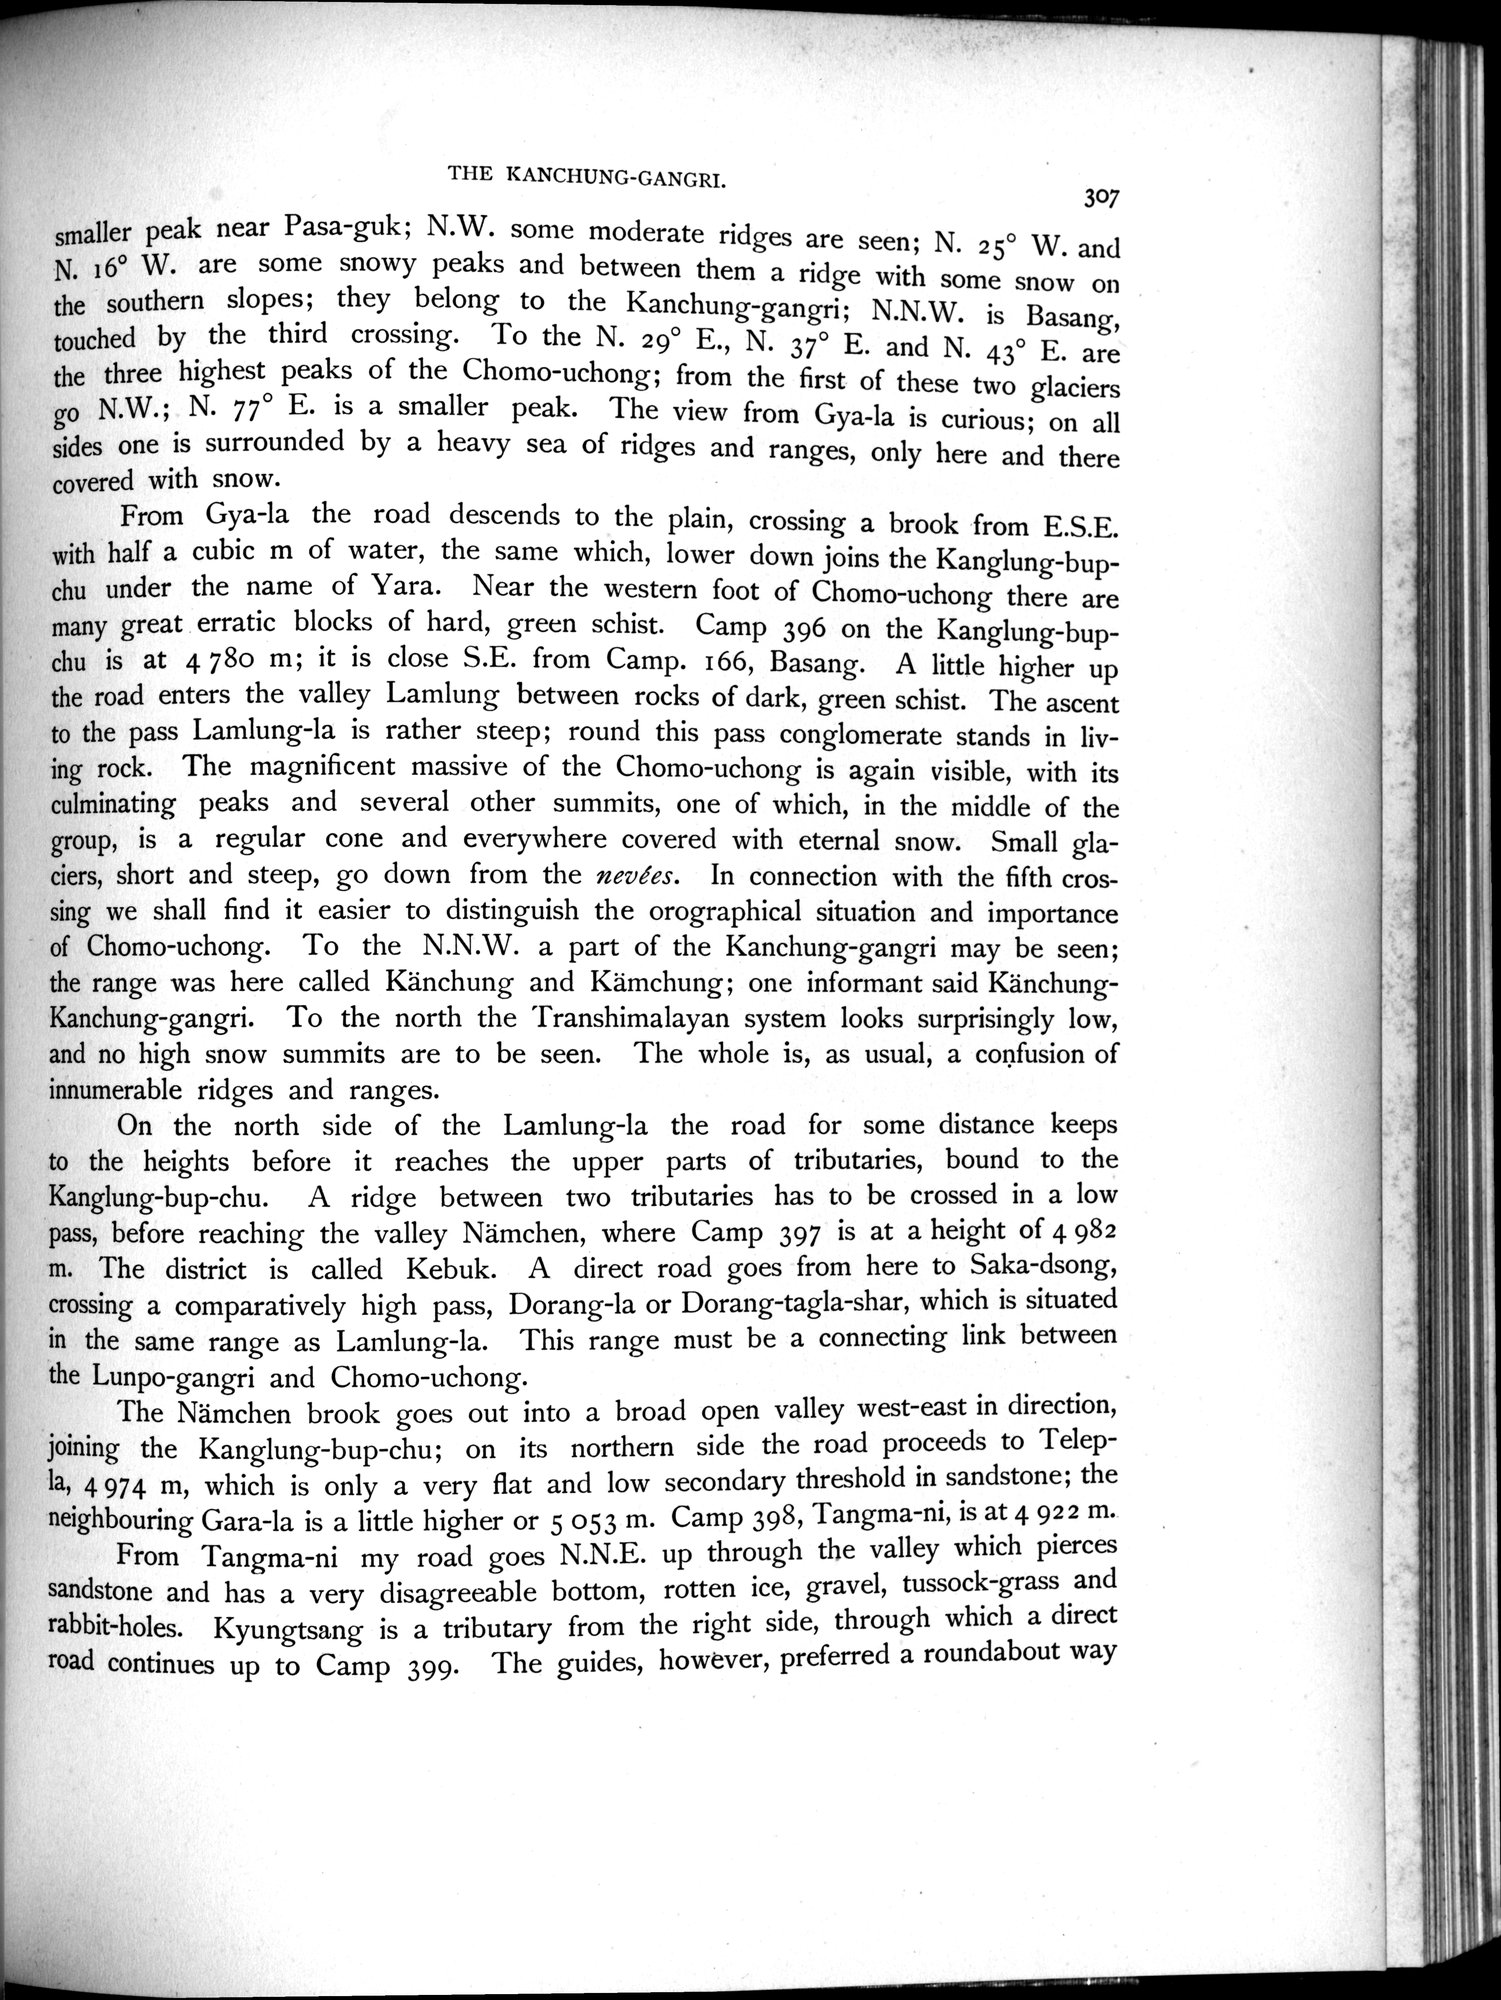 THE KANCHUNG-GANGRI.
307
smaller peak near Pasa-guk; N.W. some moderate ridges are seen; N. 25° W. and
N. 16° W. are some snowy peaks and between them a ridge with some snow on
the southern slopes; they belong to the Kanchung-gangri; N.N.W. is Basang,
touched by the third crossing. To the N. 29° E., N. 37° E. and N. 43° E. are
the three highest peaks of the Chomo-uchong; from the first of these two glaciers
go N.W.; N. 77° E. is a smaller peak. The view from Gya-la is curious; on all
sides one is surrounded by a heavy sea of ridges and ranges, only here and there
covered with snow.
From Gya-la the road descends to the plain, crossing a brook from E.S.E.
with half a cubic m of water, the same which, lower down joins the Kanglung-bup-
chu under the name of Yara. Near the western foot of Chomo-uchong there are
many great erratic blocks of hard, green schist. Camp 396 on the Kanglung-bup-
chu is at 4 780 m; it is close S.E. from Camp. 166, Basang. A little higher up
the road enters the valley Lamlung between rocks of dark, green schist. The ascent
to the pass Lamlung-la is rather steep; round this pass conglomerate stands in liv-
ing rock. The magnificent massive of the Chomo-uchong is again visible, with its
culminating peaks and several other summits, one of which, in the middle of the
group, is a regular cone and everywhere covered with eternal snow. Small gla-
ciers, short and steep, go down from the nevées. In connection with the fifth cros-
sing we shall find it easier to distinguish the orographical situation and importance
of Chomo-uchong. To the N.N.W. a part of the Kanchung-gangri may be seen;
the range was here called Känchung and Kämchung; one informant said Känchung-
Kanchung-gangri. To the north the Transhimalayan system looks surprisingly low,
and no high snow summits are to be seen. The whole is, as usual, a confusion of
innumerable ridges and ranges.
On the north side of the Lamlung-la the road for some distance keeps
to the heights before it reaches the upper parts of tributaries, bound to the
Kanglung-bup-chu. A ridge between two tributaries has to be crossed in a low
pass, before reaching the valley Nämchen, where Camp 397 is at a height of 4 982
m. The district is called Kebuk. A direct road goes from here to Saka-dsong,
crossing a comparatively high pass, Dorang-la or Dorang-tagla-shar, which is situated
in the same range as Lamlung-la. This range must be a connecting link between
the Lunpo-gangri and Chomo-uchong.
The Nämchen brook goes out into a broad open valley west-east in direction,
joining the Kanglung-bup-chu; on its northern side the road proceeds to Telep-
la, 4 974 m, which is only a very flat and low secondary threshold in sandstone; the
neighbouring Gara-la is a little higher or 5 053 m. Camp 398, Tangma-ni, is at 4 922 m.
From Tangma-ni my road goes N.N.E. up through the valley which pierces
sandstone and has a very disagreeable bottom, rotten ice, gravel, tussock-grass and
rabbit-holes. Kyungtsang is a tributary from the right side, through which a direct
road continues up to Camp 399. The guides, however, preferred a roundabout way